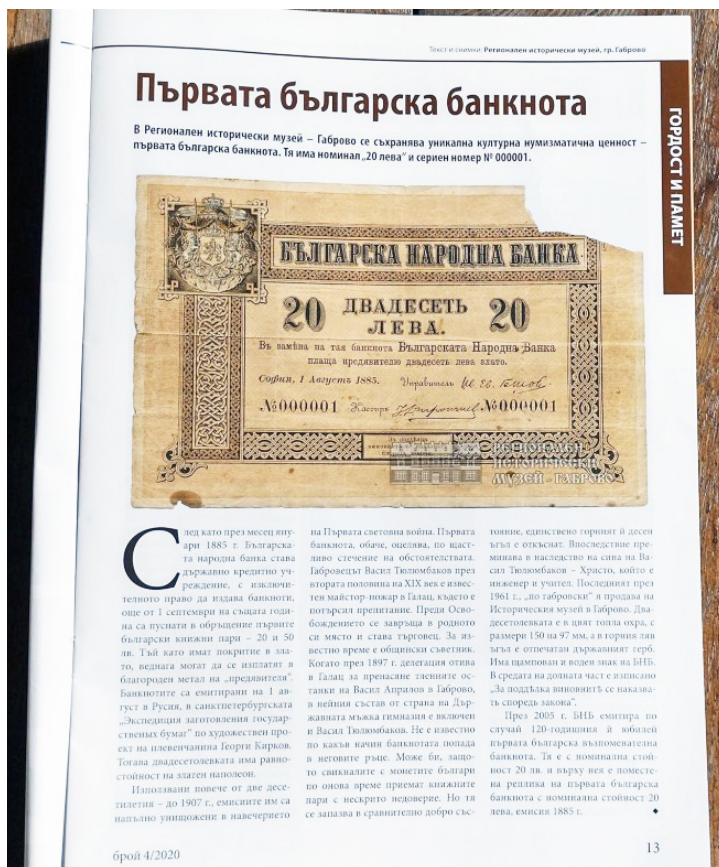 Текст и снимки: Регионален исторически музей, гр. Габрово
Първата българска банкнота
В Регионален исторически музей – Габрово се съхранява уникална културна нумизматична ценност –
първата българска банкнота. Тя има номинал „20 лева“ и сериен номер № 000001.
ГОРДОСТ И ПАМЕТ
БЪЛГАРСКА НАРОДНА БАНКА
20 ДВАДЕСЕТЬ 20
ЛЕВА.
Въ замѣна на тая банкнота Българската Народна Банка
плаща предявителю двадесеть лева злато.
София, 1 Августъ 1885. Управитель
№000001 Касиеръ №000001
РЕГИОНАЛЕН
ИСТОРИЧЕСКИ
МУЗЕЙ - ГАБРОВО
След като през месец яну-
ари 1885 г. Българска-
та народна банка става
държавно кредитно уч-
реждение, с изключи-
телното право да издава банкноти,
още от 1 септември на същата годи-
на са пуснати в обръщение първите
български книжни пари – 20 и 50
лв. Тъй като имат покритие в зла-
то, веднага могат да се изплатят в
благороден метал на „предявителя“.
Банкнотите са емитирани на 1 ав-
густ в Русия, в санктпетербургската
„Экспедиция заготовления государ-
ственых бумаг“ по художествен про-
ект на плевенчанина Георги Кирков.
Тогава двадесетолевката има равно-
стойност на златен наполеон.
Използвани повече от две десе-
тилетия – до 1907 г., емисиите им са
напълно унищожени в навечерието
на Първата световна война. Първата
банкнота, обаче, оцелява, по щаст-
ливо стечение на обстоятелствата.
Габровецът Васил Тюлюмбаков през
втората половина на XIX век е извес-
тен майстор-пожар в Галац, където е
потърсил препитание. Преди Осво-
бождението се завръща в родното
си място и става търговец. За из-
вестно време е общински съветник.
Когато през 1897 г. делегация отива
в Галац за пренасяне тленните ос-
танки на Васил Априлов в Габрово,
в нейния състав от страна на Дър-
жавната мъжка гимназия е включен
и Васил Тюлюмбаков. Не е известно
по какъв начин банкнотата попада
в неговите ръце. Може би, защо-
то свикналите с монетите българи
по онова време приемат книжните
пари с нескрито недоверие. Но тя
се запазва в сравнително добро със-
тояние, единствено горният ѝ десен
ъгъл е откъснат. Впоследствие пре-
минава в наследство на сина на Ва-
сил Тюлюмбаков – Христо, който е
инженер и учител. Последният през
1961 г., „по габровски“ я продава на
Историческия музей в Габрово. Два-
десетолевката е в цвят топла охра, с
размери 150 на 97 мм, а в горния ляв
ъгъл е отпечатан държавният герб.
Има щампован и воден знак на БНБ.
В средата на долната част е изписано
„За поддѣлка виновнитѣ се наказва-
тъ споредъ закона“.
През 2005 г. БНБ емитира по
случай 120-годишния ѝ юбилей
първата българска възпоменателна
банкнота. Тя е с номинална стой-
ност 20 лв. и върху нея е поместе-
на реплика на първата българска
банкнота с номинална стойност 20
лева, емисия 1885 г.
брой 4/2020
13